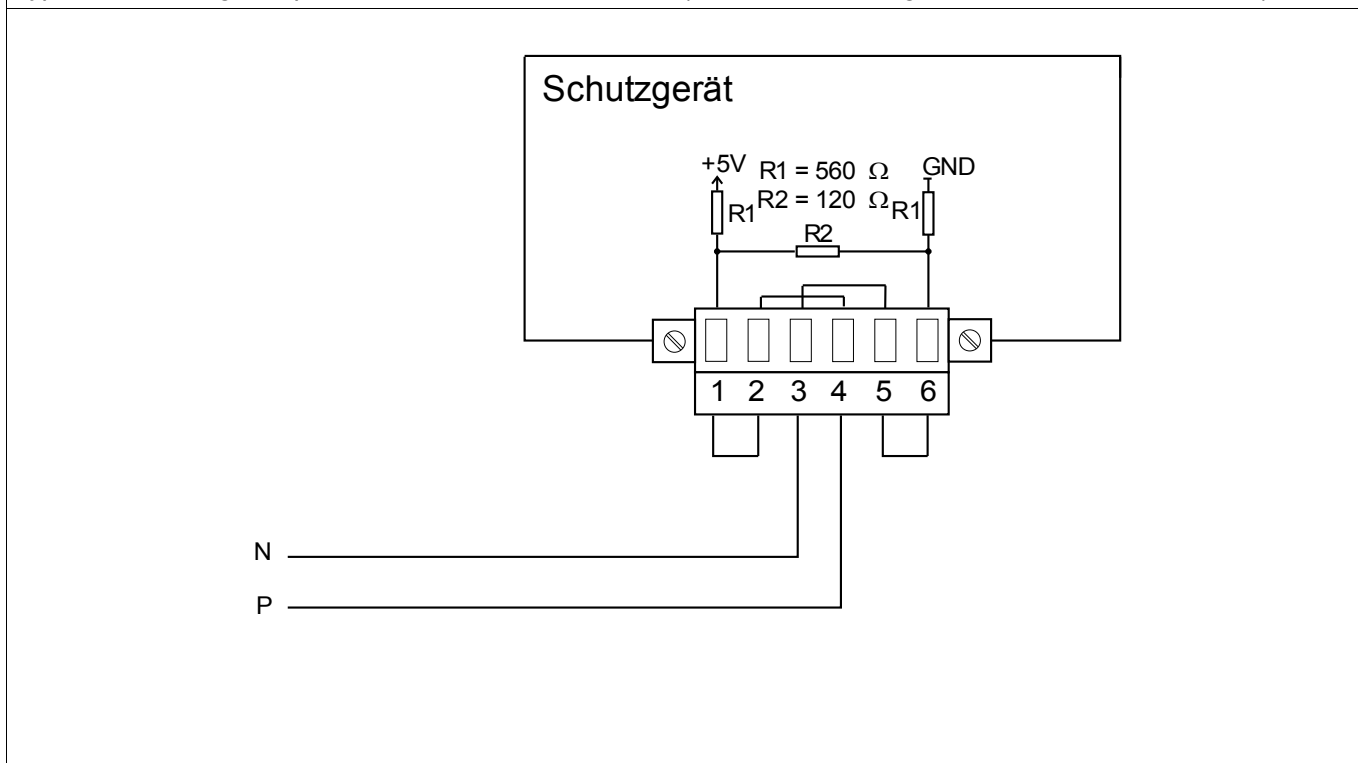 Schutzgerät
+5V R1 = 560 Ω GND
R1 R2 = 120 Ω R1
R2
1 2 3 4 5 6
N
P